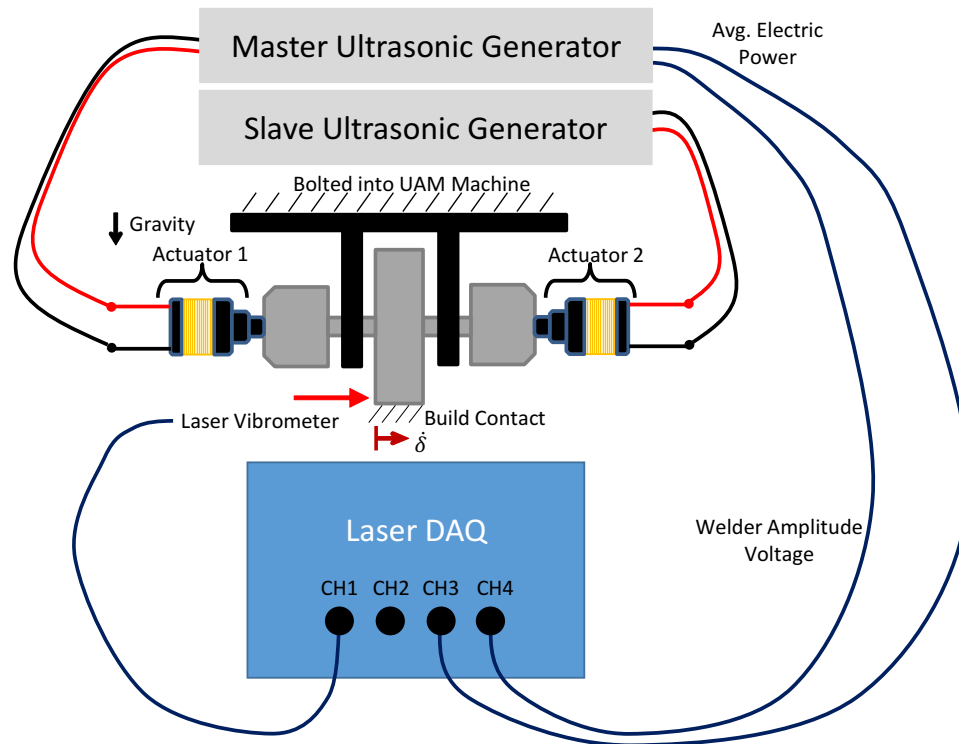 Master Ultrasonic Generator
Avg. Electric
Power
Slave Ultrasonic Generator
Bolted into UAM Machine
Gravity
Actuator 1
Actuator 2
Laser Vibrometer
Build Contact
δ̇
Laser DAQ
Welder Amplitude
Voltage
CH1 CH2 CH3 CH4